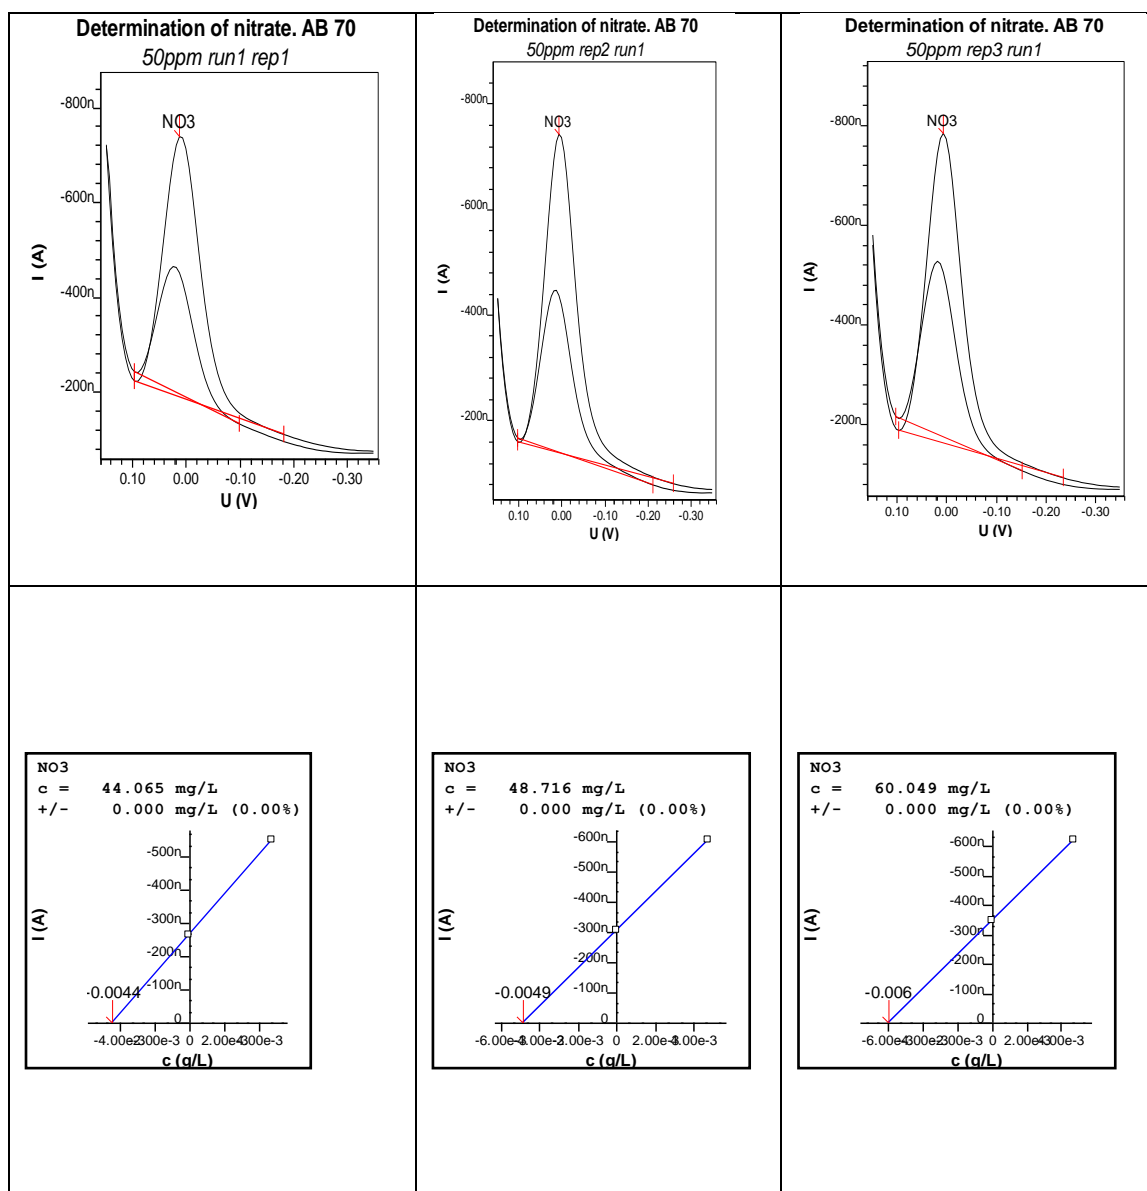 Determination of nitrate. AB 70
50ppm run1 rep1
-800n
-600n
-400n
-200n
I (A)
NO3
0.10 0.00 -0.10 -0.20 -0.30
U (V)
Determination of nitrate. AB 70
50ppm rep2 run1
-800n
-600n
-400n
-200n
I (A)
NO3
0.10 0.00 -0.10 -0.20 -0.30
U (V)
Determination of nitrate. AB 70
50ppm rep3 run1
-800n
-600n
-400n
-200n
I (A)
NO3
0.10 0.00 -0.10 -0.20 -0.30
U (V)
NO3
c = 44.065 mg/L
+/- 0.000 mg/L (0.00%)
-500n
-400n
-300n
-200n
-100n
0
I (A)
-0.0044
0
c (g/L)
NO3
c = 48.716 mg/L
+/- 0.000 mg/L (0.00%)
-600n
-500n
-400n
-300n
-200n
-100n
0
I (A)
-0.0049
0
c (g/L)
NO3
c = 60.049 mg/L
+/- 0.000 mg/L (0.00%)
-600n
-500n
-400n
-300n
-200n
-100n
0
I (A)
-0.006
0
c (g/L)